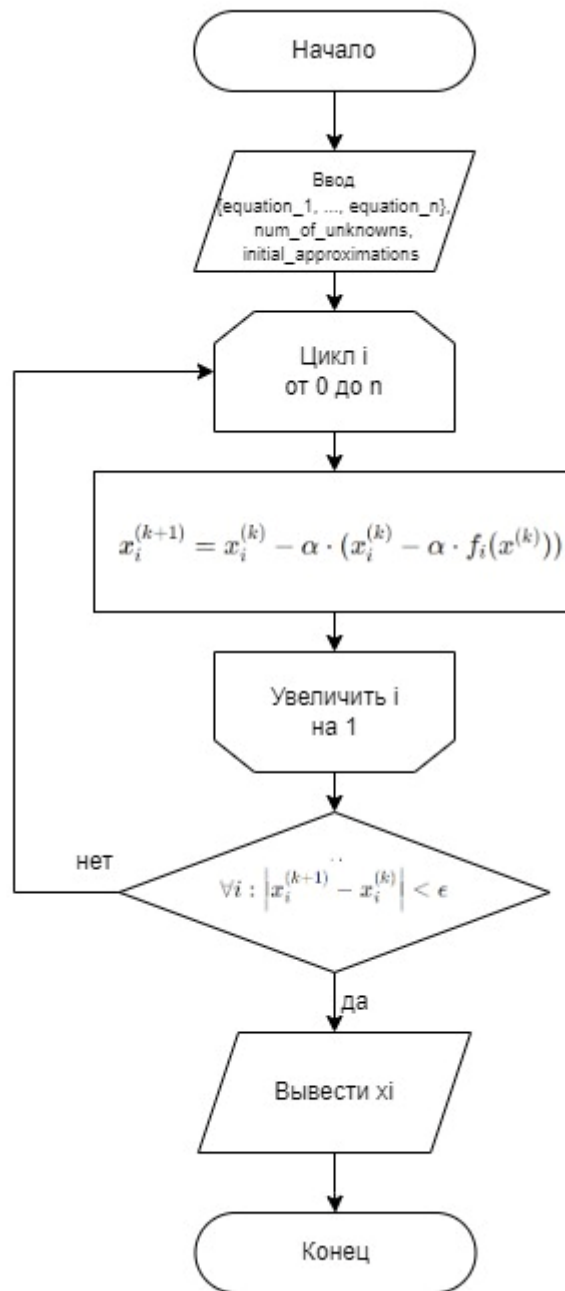 Начало
Ввод
{equation_1, ..., equation_n},
num_of_unknowns,
initial_approximations
Цикл i
от 0 до n
x_i^{(k+1)} = x_i^{(k)} − α · (x_i^{(k)} − α · f_i(x^{(k)}))
Увеличить i
на 1
нет
∀i : |x_i^{(k+1)} − x_i^{(k)}| < ϵ
да
Вывести xi
Конец